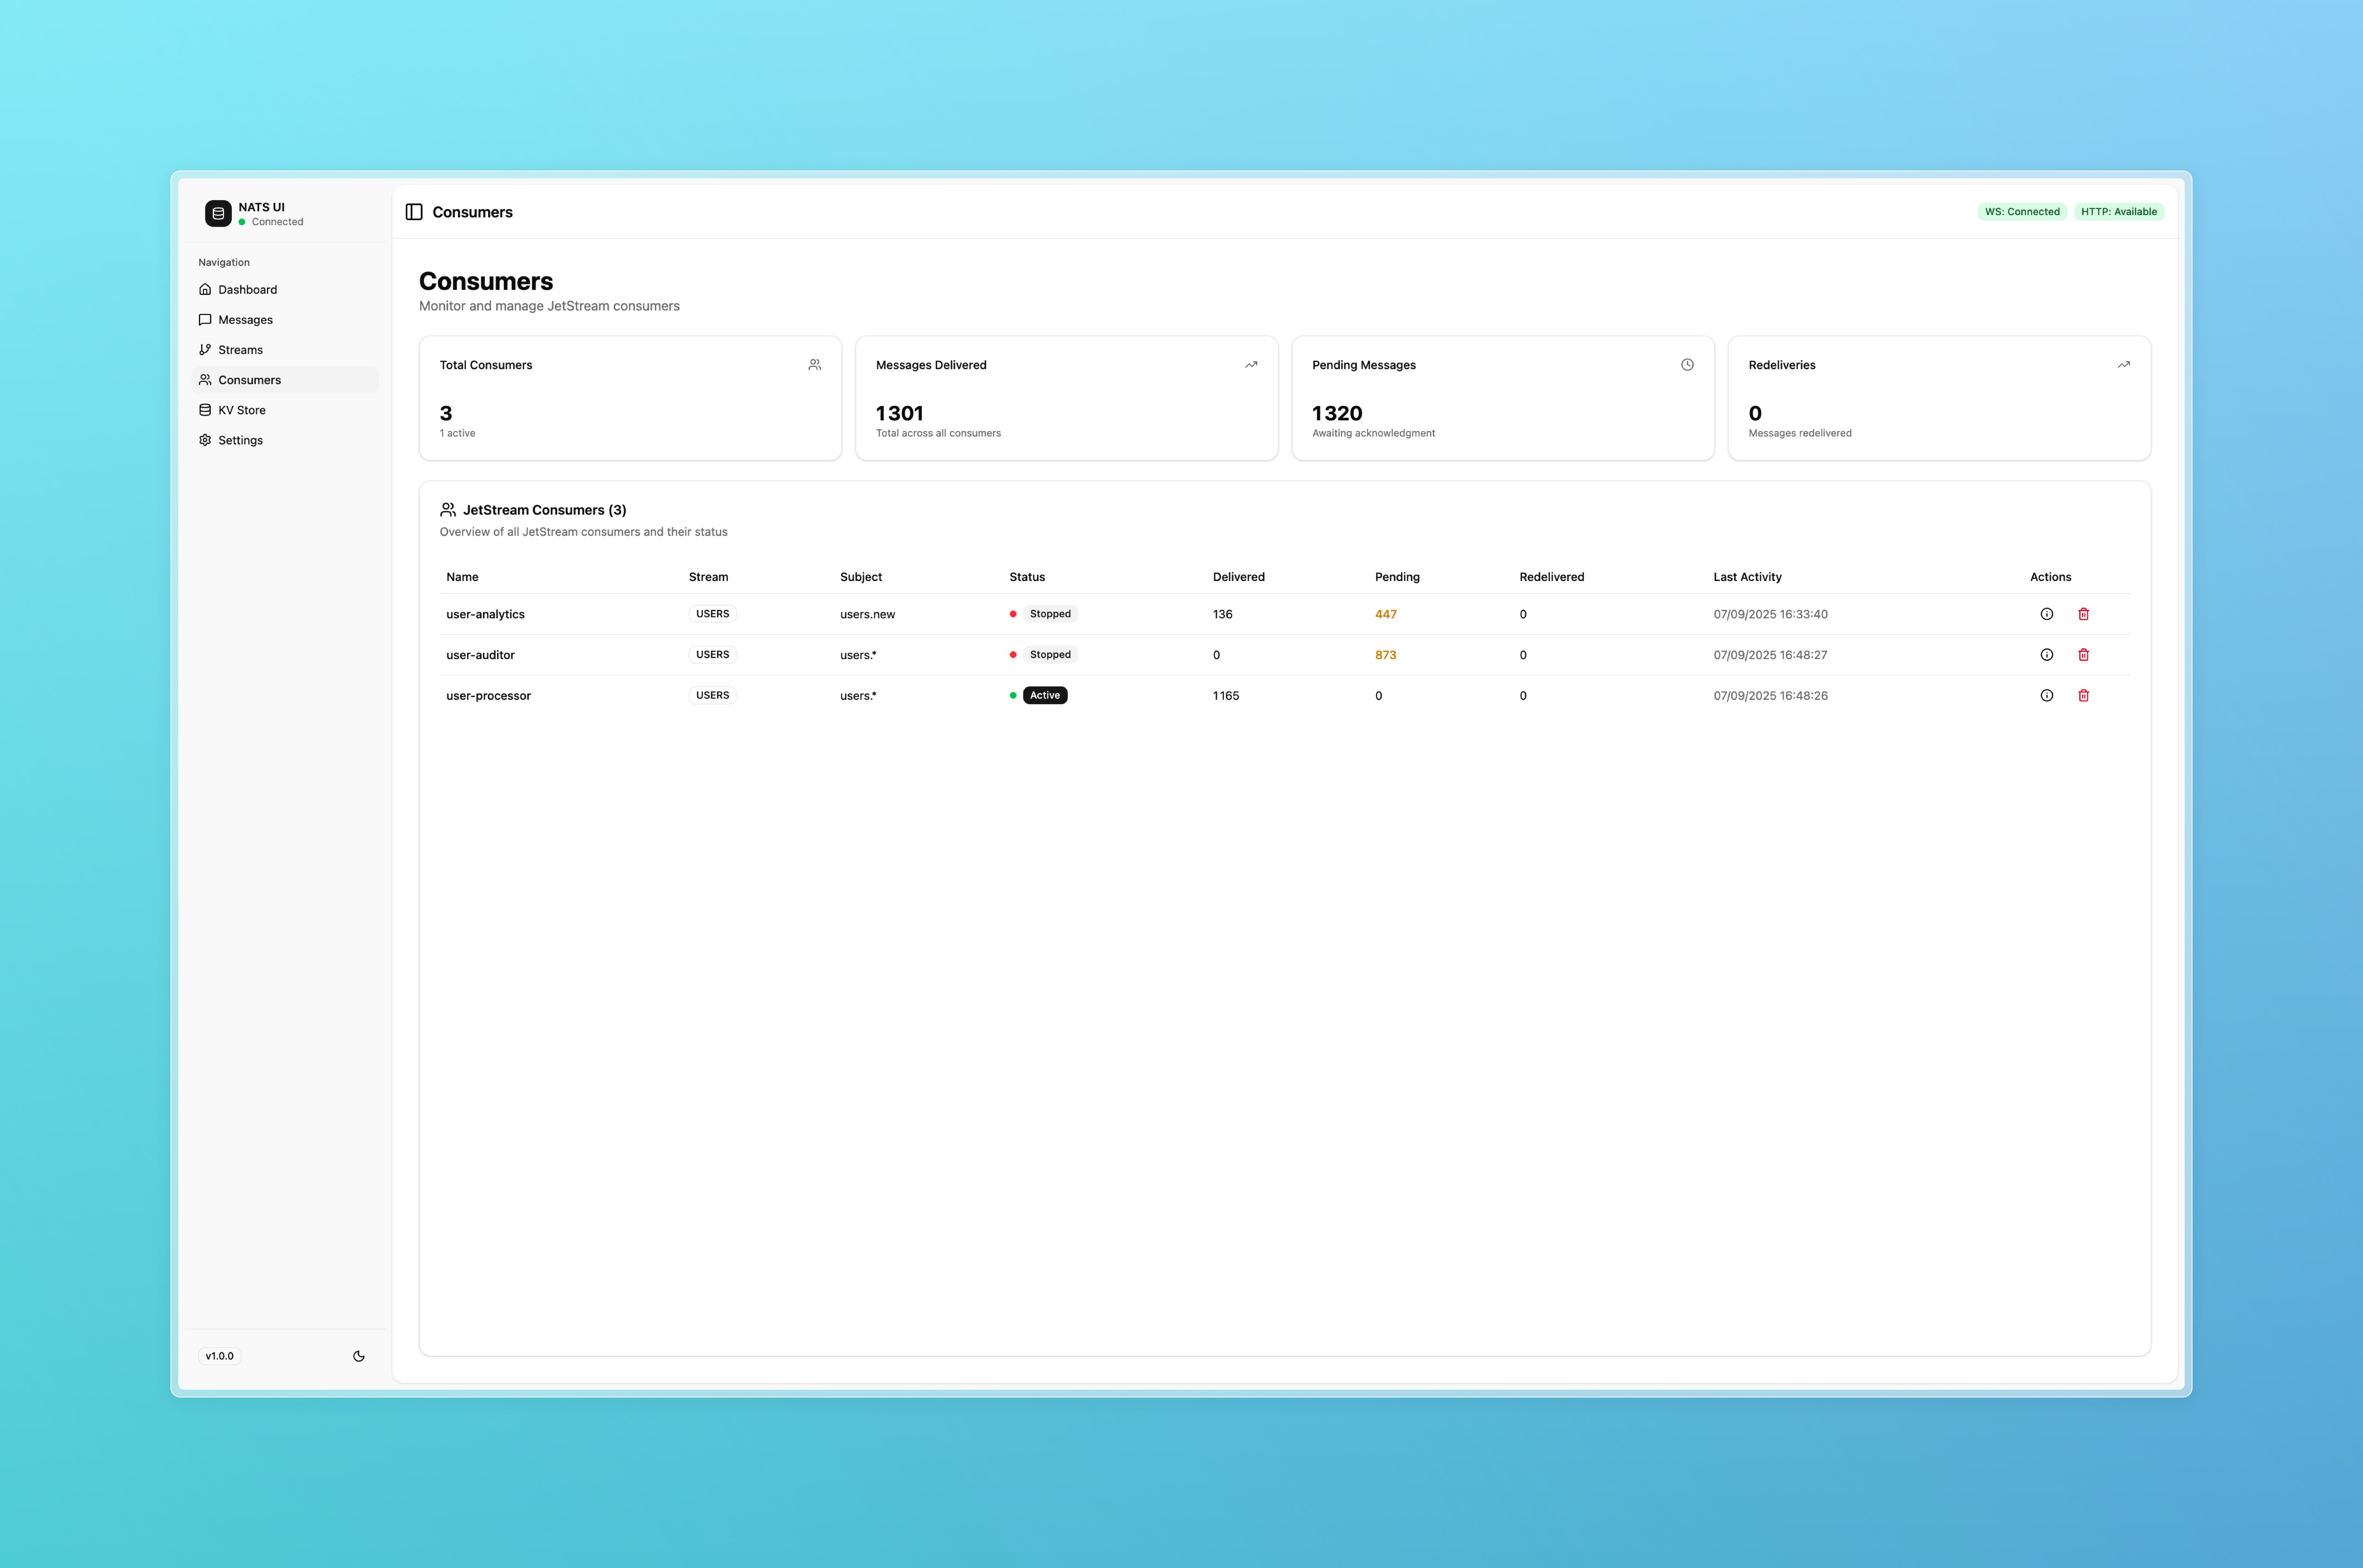 NATS UI
Connected
Navigation
Dashboard
Messages
Streams
Consumers
KV Store
Settings
v1.0.0
Consumers
WS: Connected HTTP: Available
Consumers
Monitor and manage JetStream consumers
Total Consumers
3
1 active
Messages Delivered
1301
Total across all consumers
Pending Messages
1320
Awaiting acknowledgment
Redeliveries
0
Messages redelivered
JetStream Consumers (3)
Overview of all JetStream consumers and their status
Name Stream Subject Status Delivered Pending Redelivered Last Activity Actions
user-analytics USERS users.new Stopped 136 447 0 07/09/2025 16:33:40
user-auditor USERS users.* Stopped 0 873 0 07/09/2025 16:48:27
user-processor USERS users.* Active 1165 0 0 07/09/2025 16:48:26